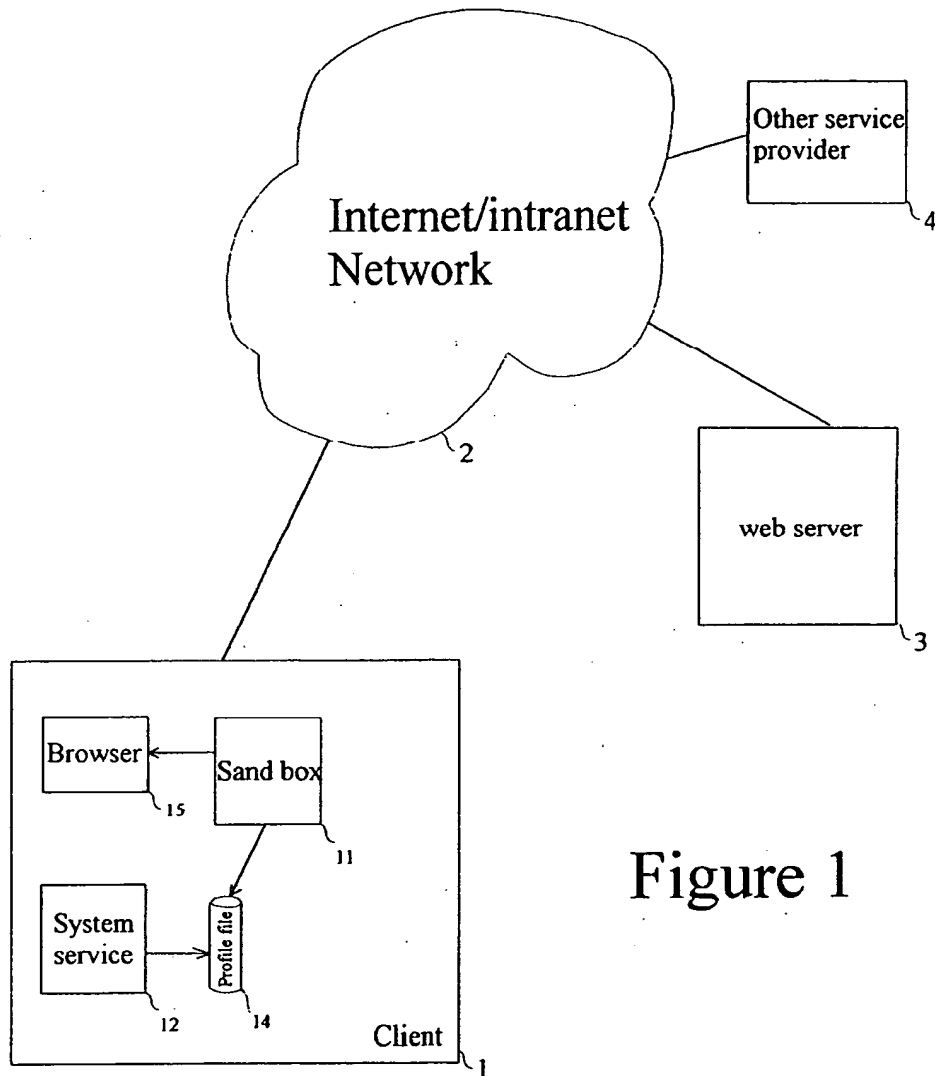 Other service
provider
4
Internet/intranet
Network
2
web server
3
Browser
15
Sand box
11
System
service
12
Profile file
14
Client
1
Figure 1